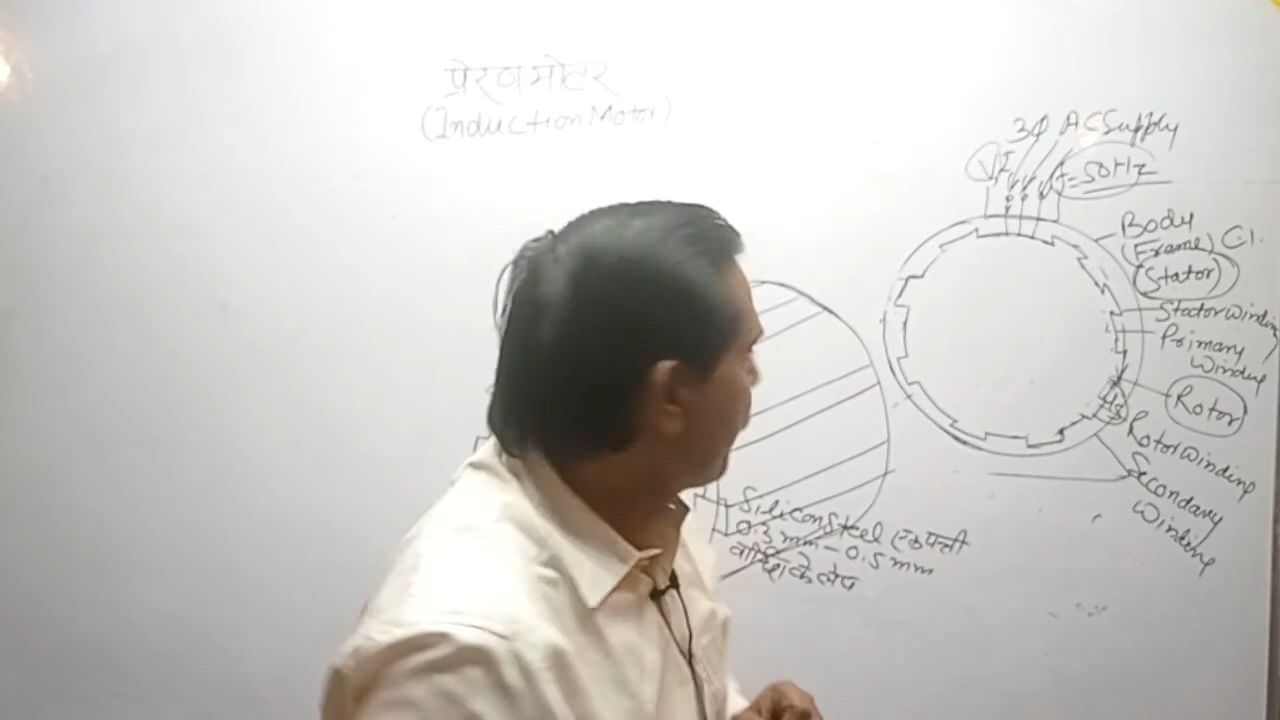 प्रेरण मोटर
(Induction Motor)
3Φ AC Supply
f=50Hz
Body
(Frame) C.I.
Stator
Stator Winding
Primary
Winding
Rotor
Rotor Winding
Secondary
Winding
Silicon Steel
0.3mm-0.5mm